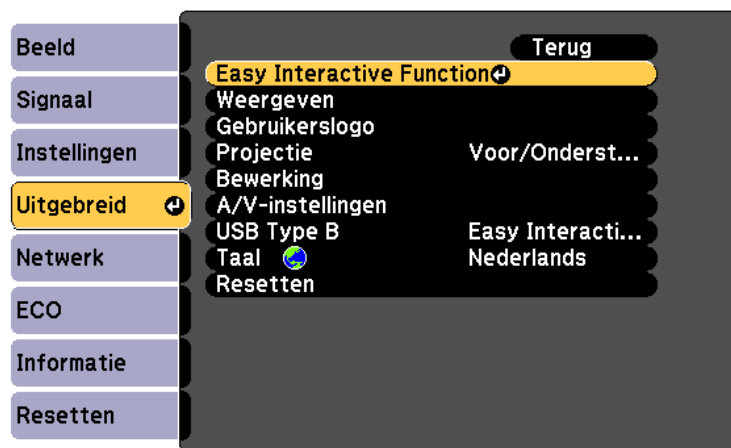 Beeld
Signaal
Instellingen
Uitgebreid
Netwerk
ECO
Informatie
Resetten
Terug
Easy Interactive Function
Weergeven
Gebruikerslogo
Projectie Voor/Onderst...
Bewerking
A/V-instellingen
USB Type B Easy Interacti...
Taal Nederlands
Resetten